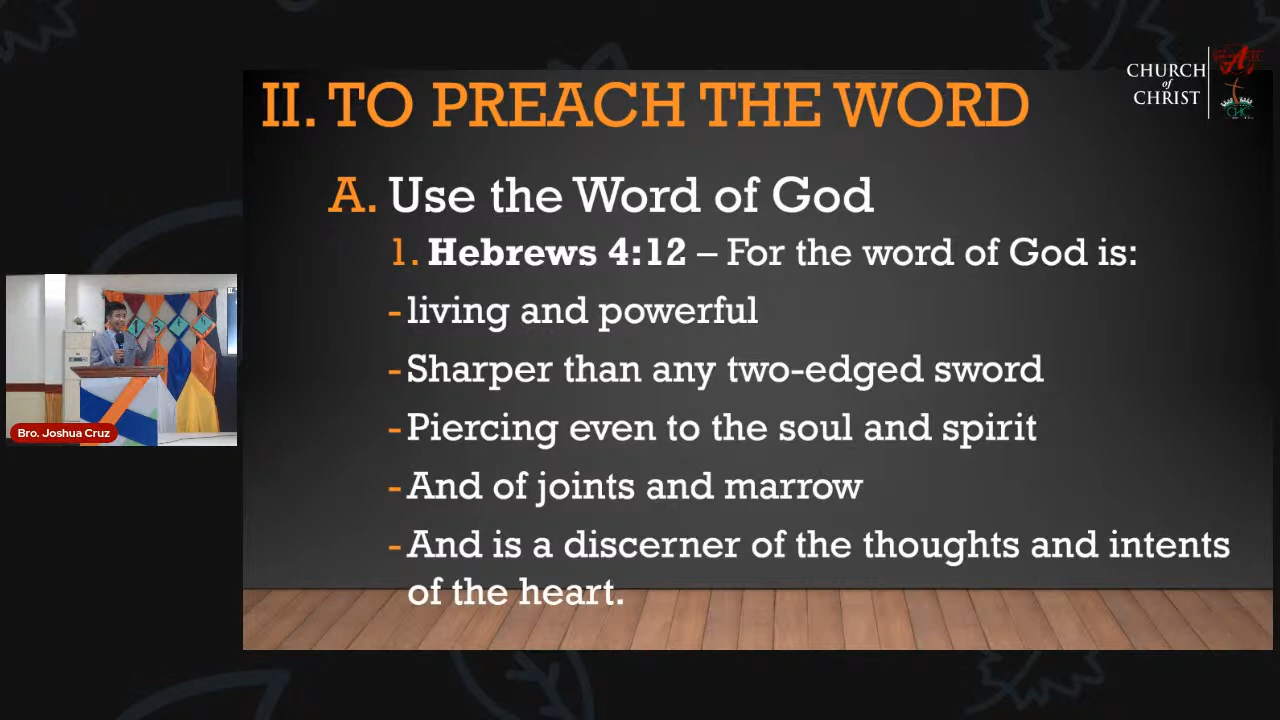 CHURCH
of
CHRIST
II. TO PREACH THE WORD
A. Use the Word of God
1. Hebrews 4:12 – For the word of God is:
-living and powerful
-Sharper than any two-edged sword
-Piercing even to the soul and spirit
-And of joints and marrow
-And is a discerner of the thoughts and intents
of the heart.
Bro. Joshua Cruz